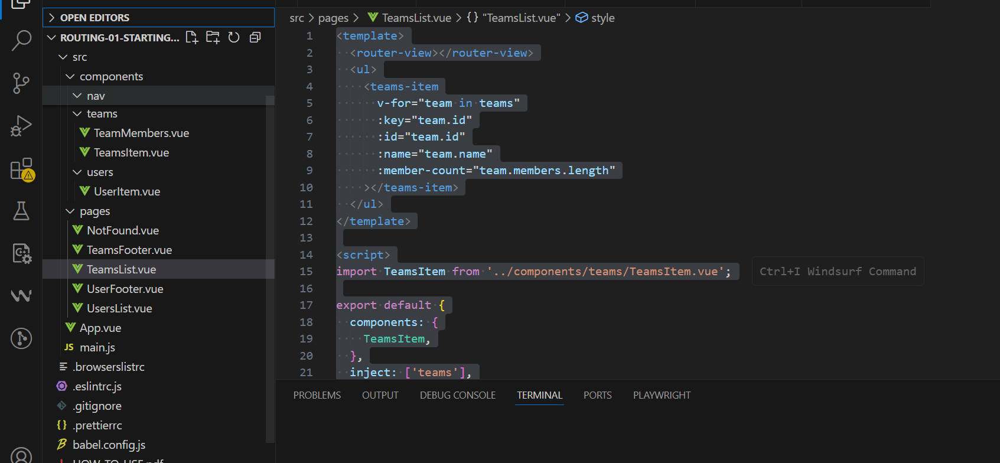 OPEN EDITORS
ROUTING-01-STARTING...
src
components
nav
teams
TeamMembers.vue
TeamsItem.vue
users
UserItem.vue
pages
NotFound.vue
TeamsFooter.vue
TeamsList.vue
UserFooter.vue
UsersList.vue
App.vue
JS main.js
.browserslistrc
.eslintrc.js
.gitignore
{} .prettierrc
babel.config.js
HOW-TO-USE.pdf
src > pages > TeamsList.vue > {} "TeamsList.vue" > style
1 <template>
2 <router-view></router-view>
3 <ul>
4 <teams-item
5 v-for="team in teams"
6 :key="team.id"
7 :id="team.id"
8 :name="team.name"
9 :member-count="team.members.length"
10 ></teams-item>
11 </ul>
12 </template>
13
14 <script>
15 import TeamsItem from '../components/teams/TeamsItem.vue'; Ctrl+I Windsurf Command
16
17 export default {
18 components: {
19 TeamsItem,
20 },
21 inject: ['teams'],
PROBLEMS OUTPUT DEBUG CONSOLE TERMINAL PORTS PLAYWRIGHT